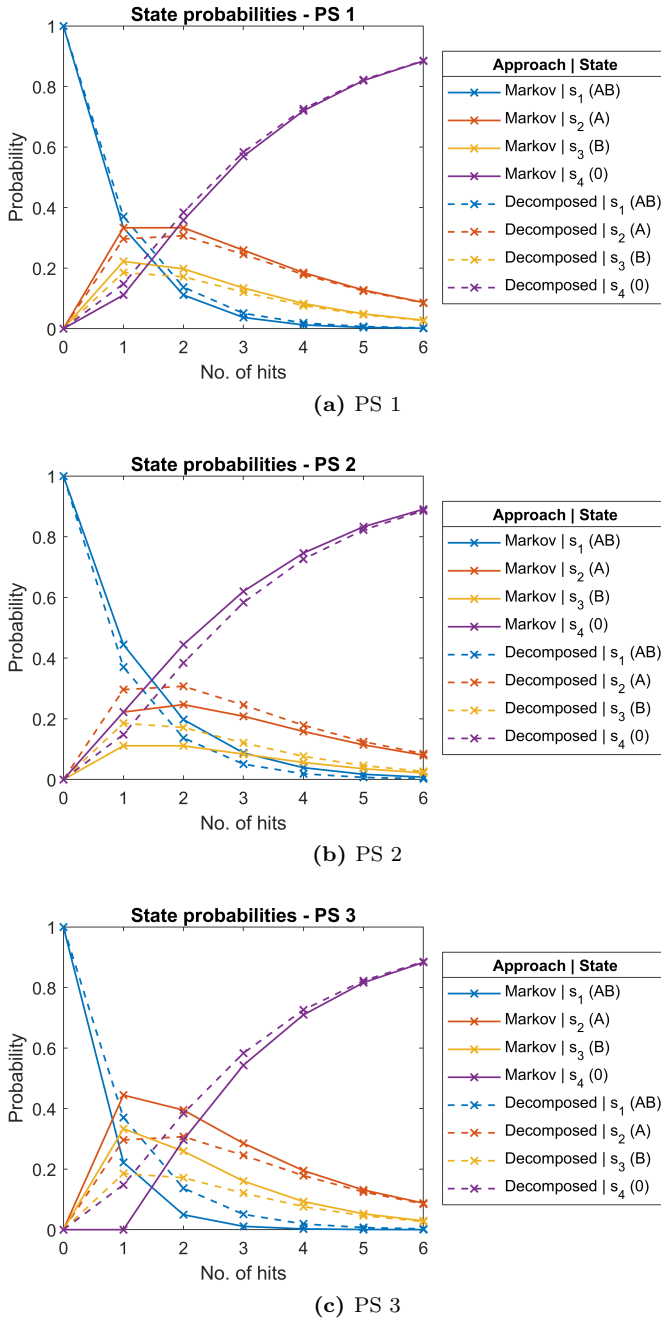 State probabilities - PS 1
1
0.8
0.6
0.4
0.2
0
Probability
0 1 2 3 4 5 6
No. of hits
Approach | State
Markov | s1 (AB)
Markov | s2 (A)
Markov | s3 (B)
Markov | s4 (0)
Decomposed | s1 (AB)
Decomposed | s2 (A)
Decomposed | s3 (B)
Decomposed | s4 (0)
(a) PS 1
State probabilities - PS 2
1
0.8
0.6
0.4
0.2
0
Probability
0 1 2 3 4 5 6
No. of hits
Approach | State
Markov | s1 (AB)
Markov | s2 (A)
Markov | s3 (B)
Markov | s4 (0)
Decomposed | s1 (AB)
Decomposed | s2 (A)
Decomposed | s3 (B)
Decomposed | s4 (0)
(b) PS 2
State probabilities - PS 3
1
0.8
0.6
0.4
0.2
0
Probability
0 1 2 3 4 5 6
No. of hits
Approach | State
Markov | s1 (AB)
Markov | s2 (A)
Markov | s3 (B)
Markov | s4 (0)
Decomposed | s1 (AB)
Decomposed | s2 (A)
Decomposed | s3 (B)
Decomposed | s4 (0)
(c) PS 3